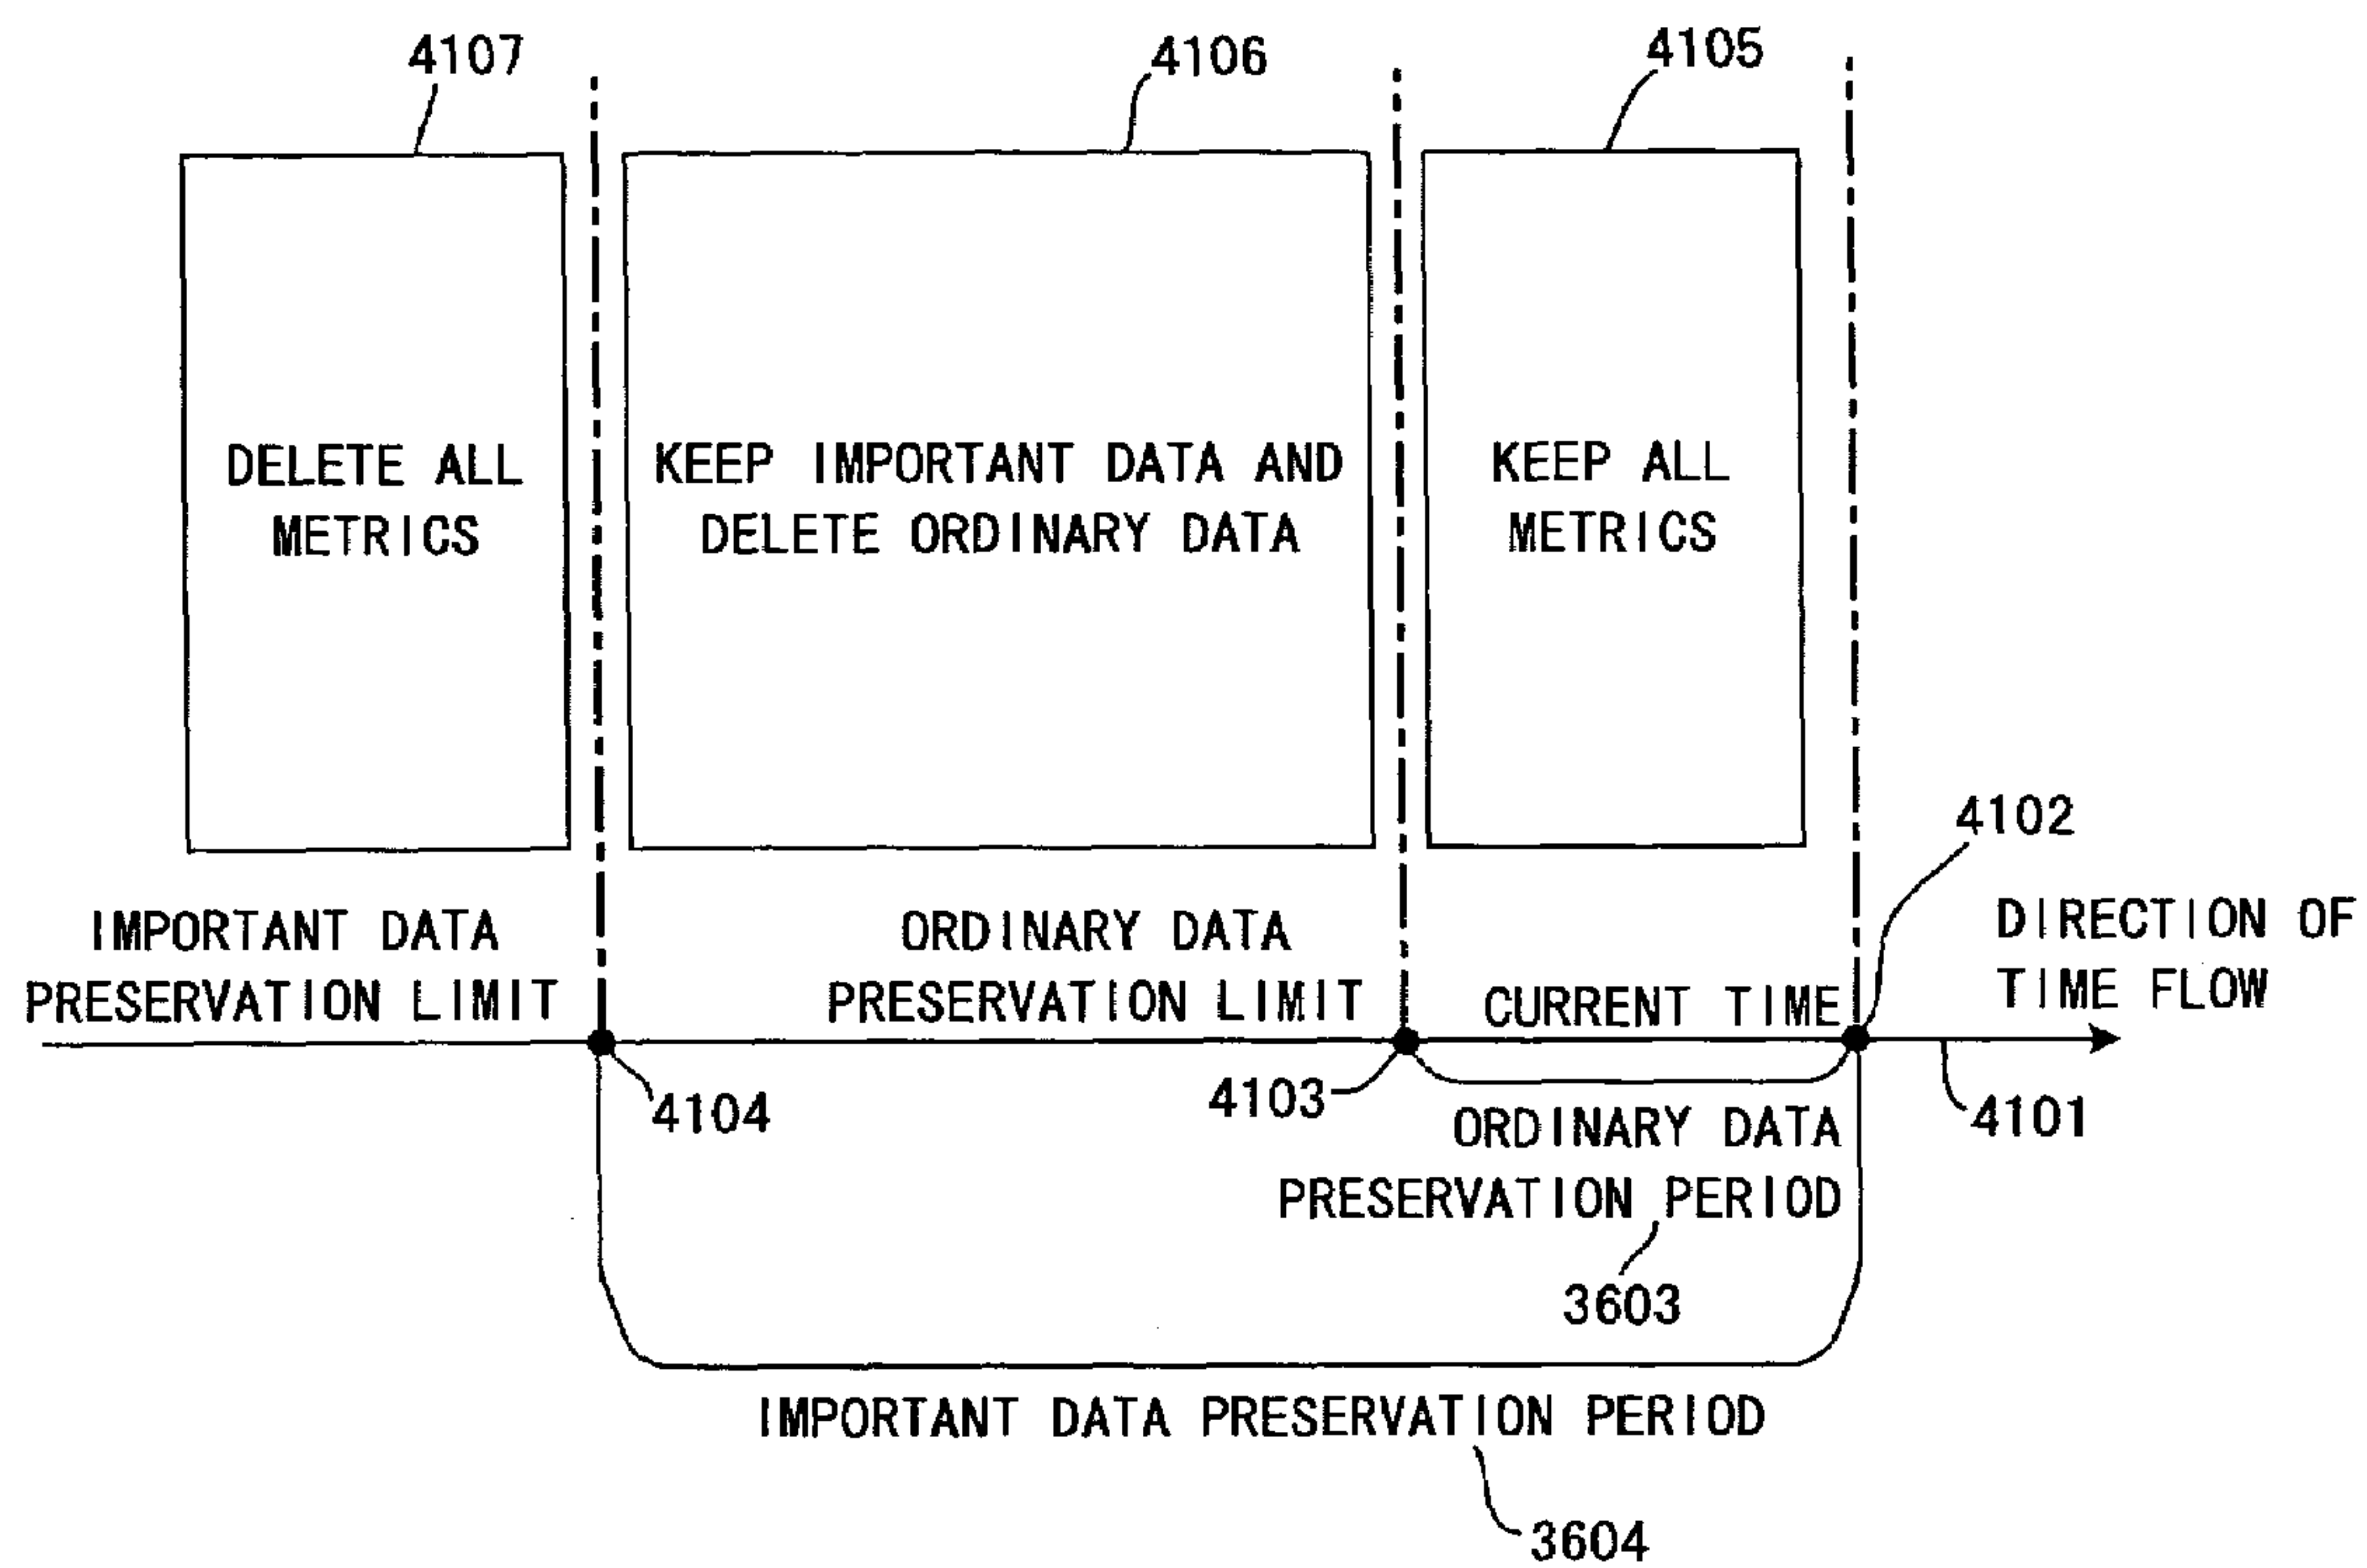 4107
4106
4105
DELETE ALL
METRICS
KEEP IMPORTANT DATA AND
DELETE ORDINARY DATA
KEEP ALL
METRICS
4102
IMPORTANT DATA
PRESERVATION LIMIT
ORDINARY DATA
PRESERVATION LIMIT
CURRENT TIME
DIRECTION OF
TIME FLOW
4104
4103
4101
ORDINARY DATA
PRESERVATION PERIOD
3603
IMPORTANT DATA PRESERVATION PERIOD
3604